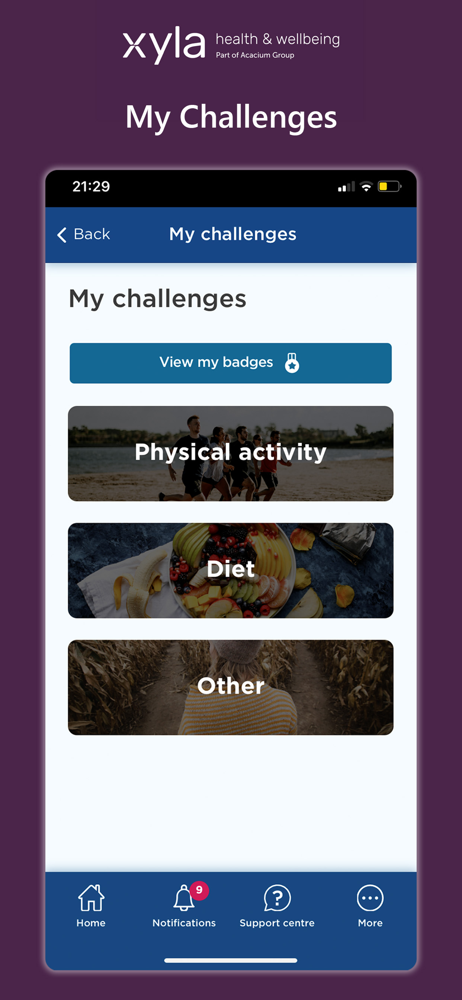 xyla health & wellbeing
Part of Acacium Group
My Challenges
21:29
Back
My challenges
My challenges
View my badges
Physical activity
Diet
Other
9
Home
Notifications
Support centre
More